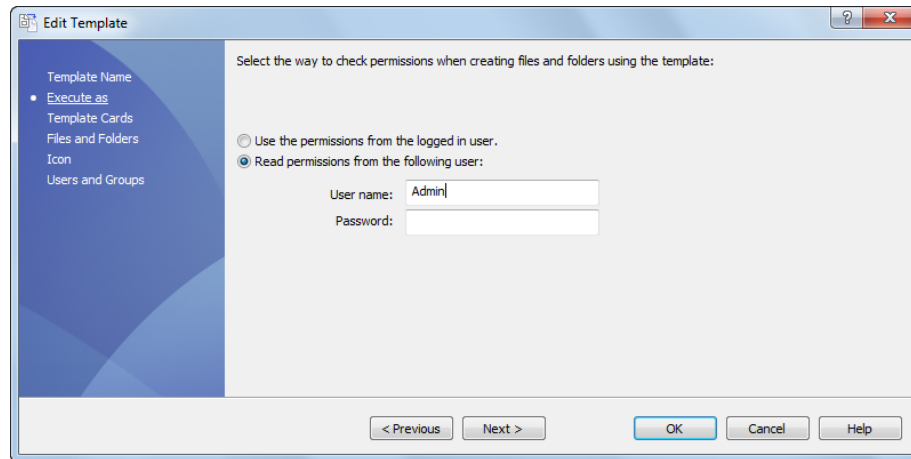 Edit Template
Template Name
Execute as
Template Cards
Files and Folders
Icon
Users and Groups
Select the way to check permissions when creating files and folders using the template:
Use the permissions from the logged in user.
Read permissions from the following user:
User name: Admin
Password:
< Previous Next > OK Cancel Help